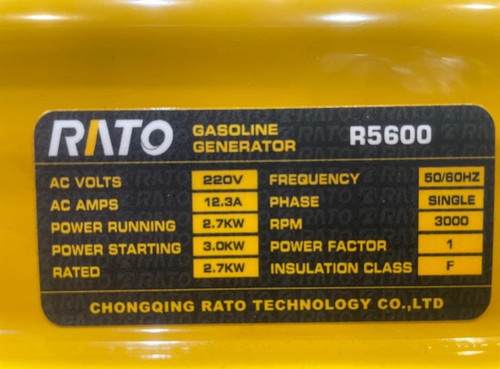 RATO GASOLINE GENERATOR R5600
AC VOLTS 220V FREQUENCY 50/60HZ
AC AMPS 12.3A PHASE SINGLE
POWER RUNNING 2.7KW RPM 3000
POWER STARTING 3.0KW POWER FACTOR 1
RATED 2.7KW INSULATION CLASS F
CHONGQING RATO TECHNOLOGY CO.,LTD